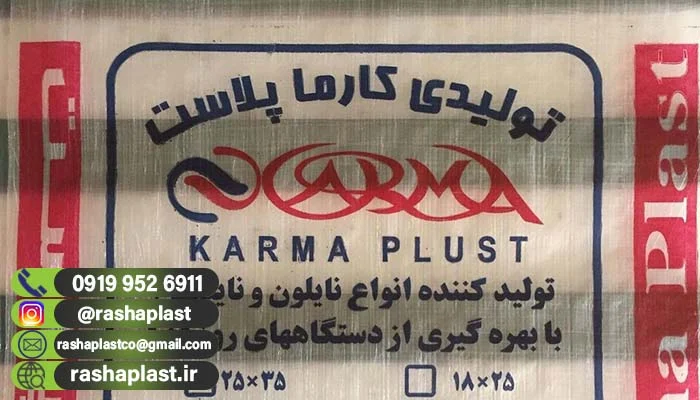 تولیدی کارما پلاست
KARMA
KARMA PLUST
تولید کننده انواع نایلون و
با بهره گیری از دستگاههای
۱۸×۲۵
۲۵×۳۵
Plast
0919 952 6911
@rashaplast
rashaplastco@gmail.com
rashaplast.ir